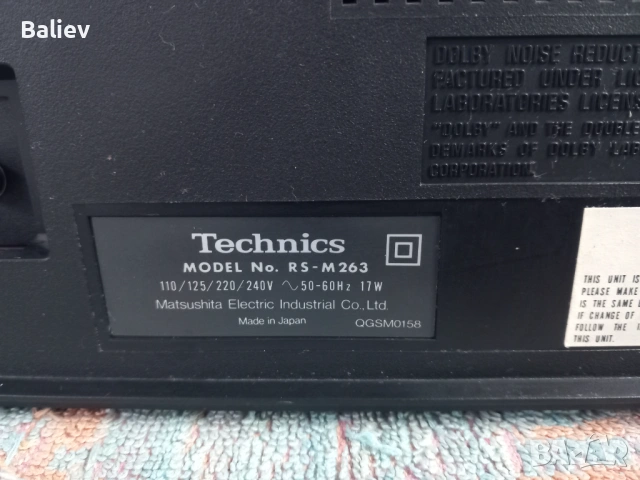 Baliev
DOLBY NOISE REDUCT
FACTURED UNDER LI
LABORATORIES LICENS
"DOLBY" AND THE DOUBLE
DEMARKS OF DOLBY LAB
CORPORATION.
Technics
MODEL No. RS-M263
110/125/220/240V ∿50-60Hz 17W
Matsushita Electric Industrial Co., Ltd.
Made in Japan QGSM0158
THIS UNIT IS
PLEASE MAKE
IS THE SAME
IF CHANGE OF
FOLLOW THE
THIS UNIT.